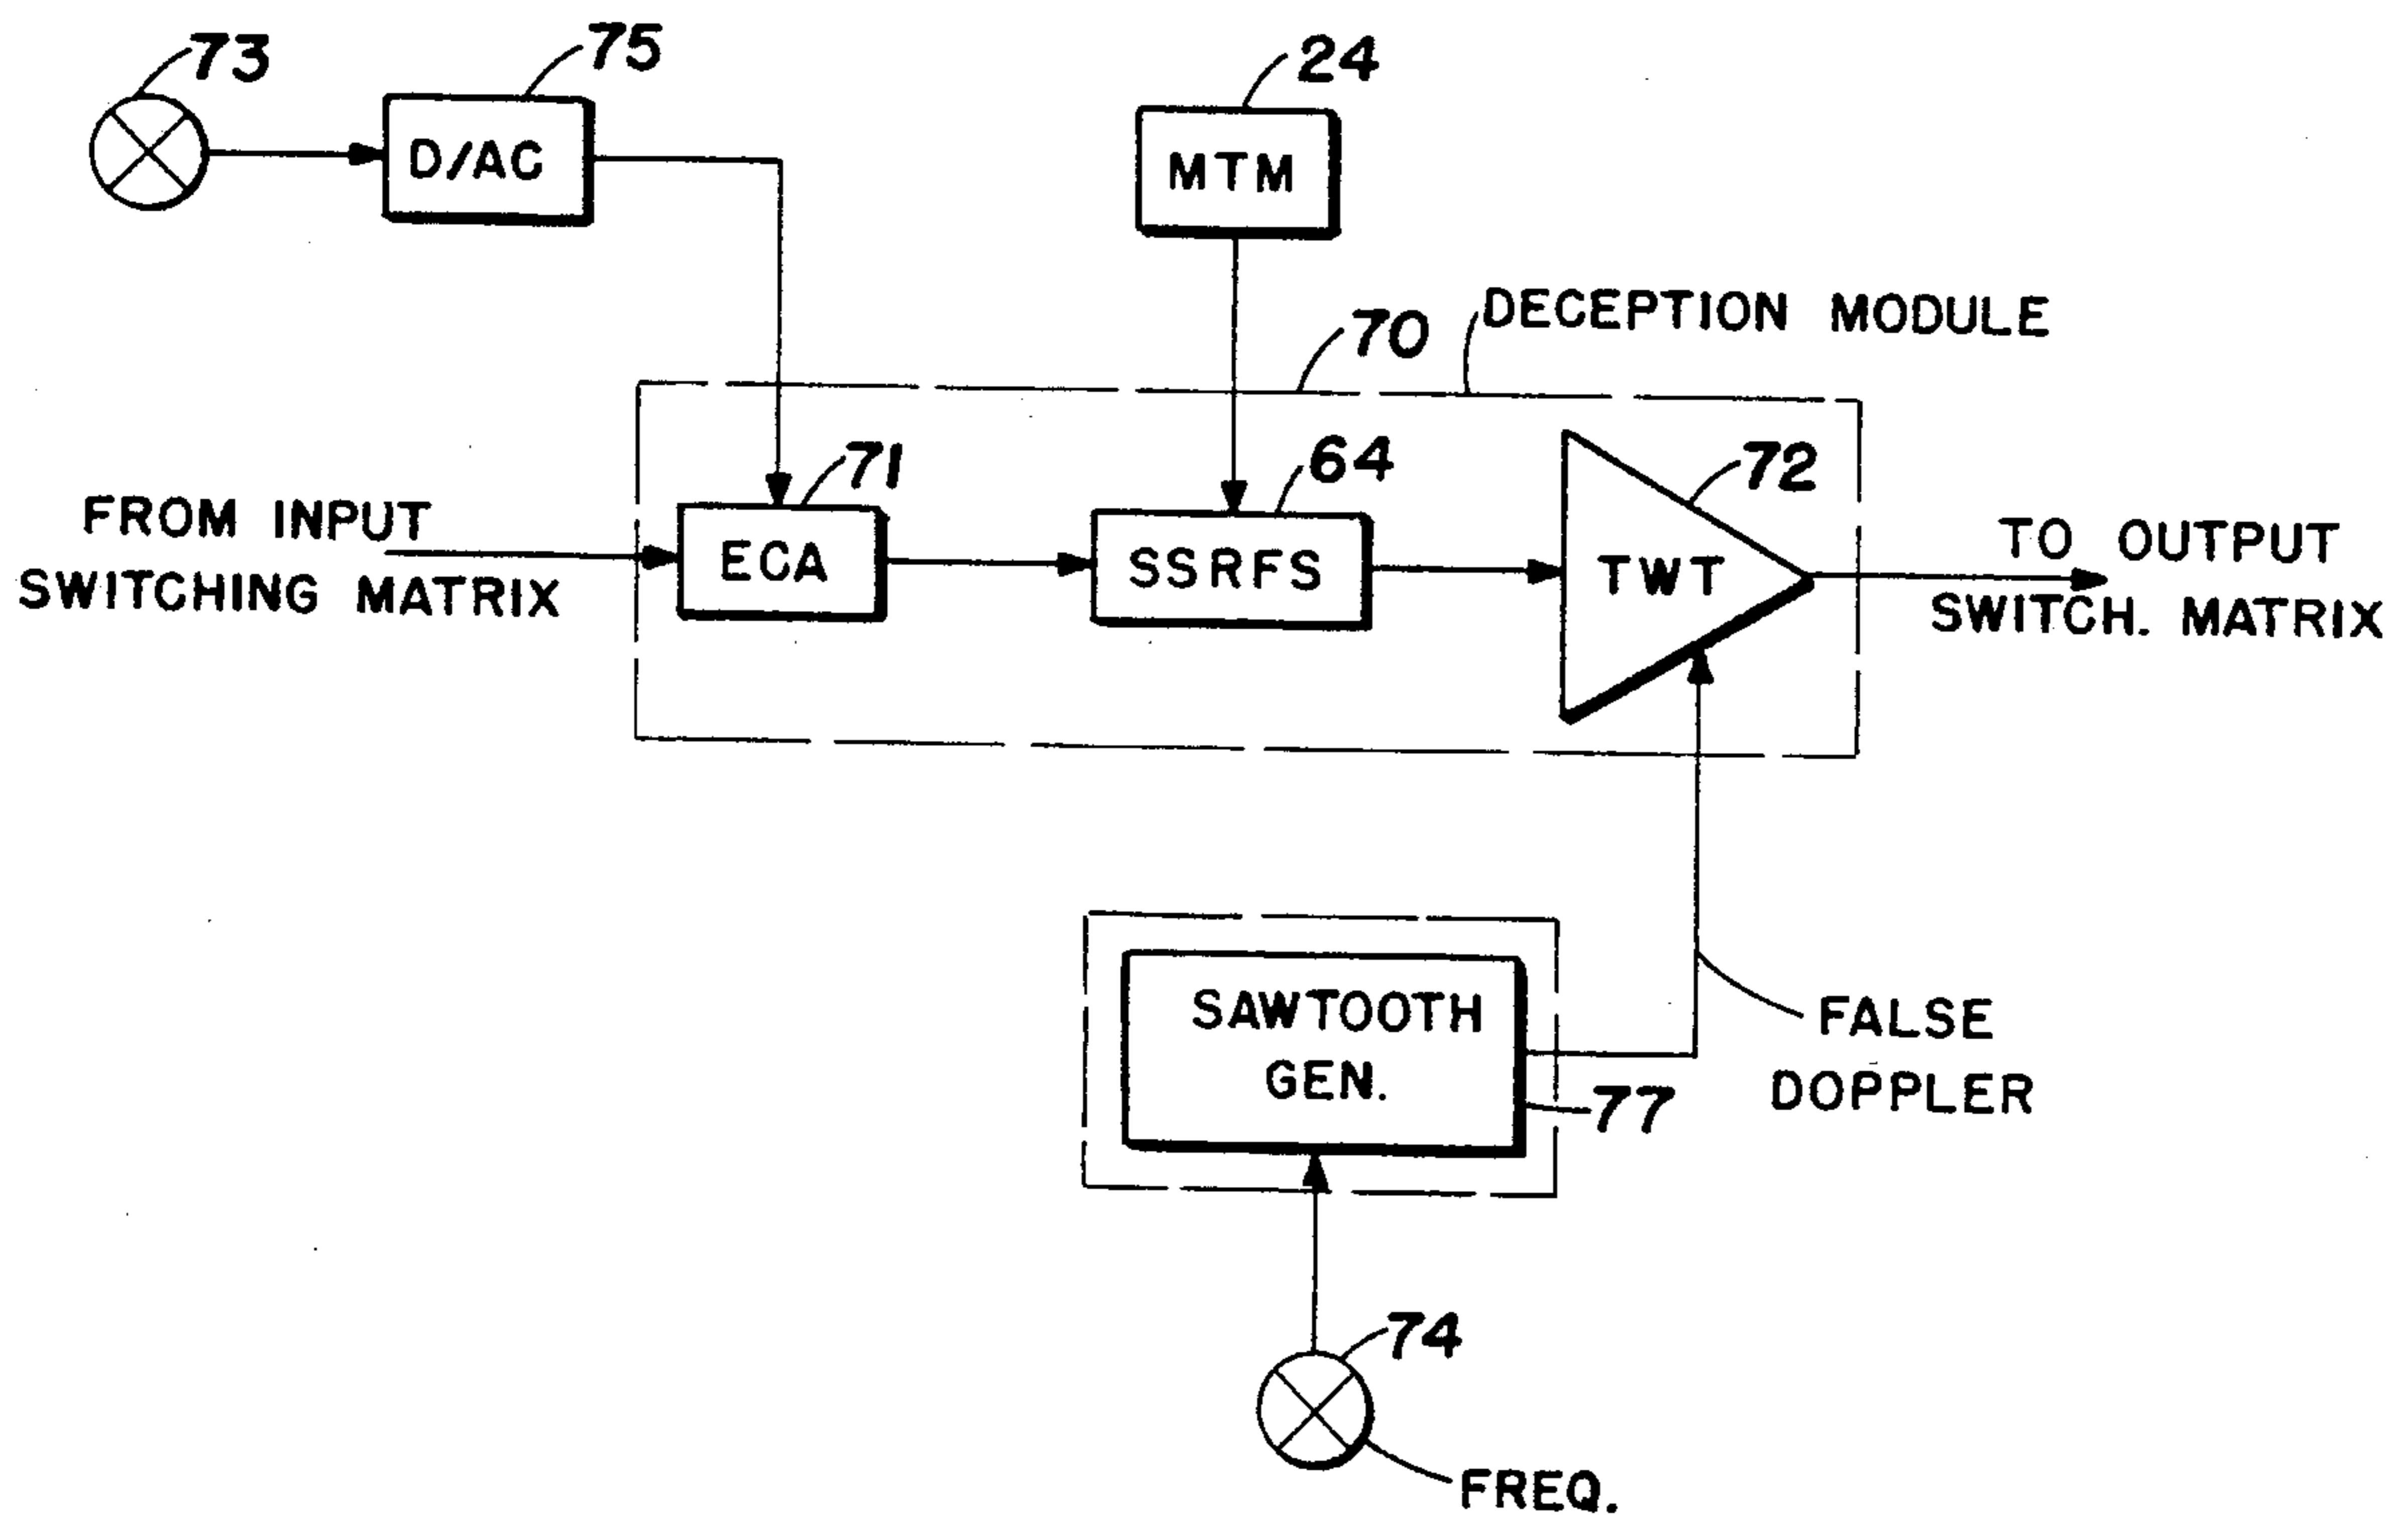 73
75
24
D/AC
MTM
70
DECEPTION MODULE
71
64
72
FROM INPUT
SWITCHING MATRIX
ECA
SSRFS
TWT
TO OUTPUT
SWITCH. MATRIX
SAWTOOTH
GEN.
77
FALSE
DOPPLER
74
FREQ.